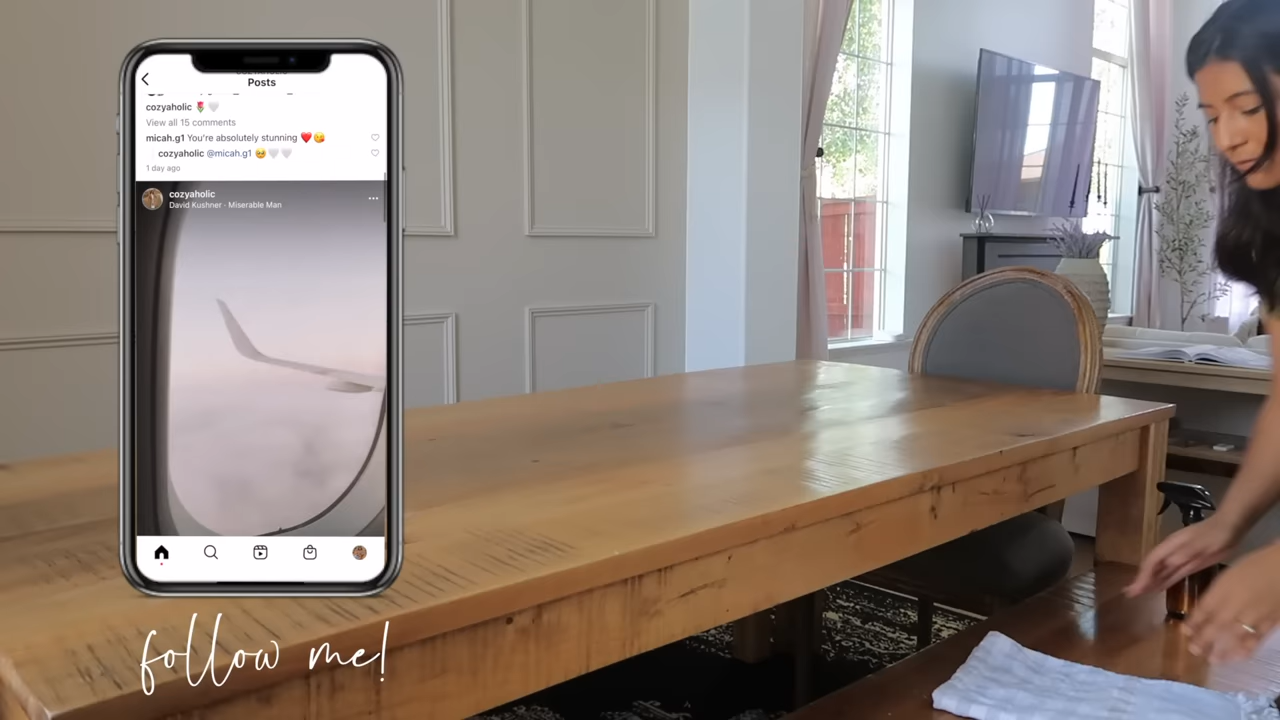 Posts
cozyaholic 🌹🤍
View all 15 comments
micah.g1 You're absolutely stunning ❤️😘
cozyaholic @micah.g1 🥹🤍🤍
1 day ago
cozyaholic
David Kushner · Miserable Man
follow me!